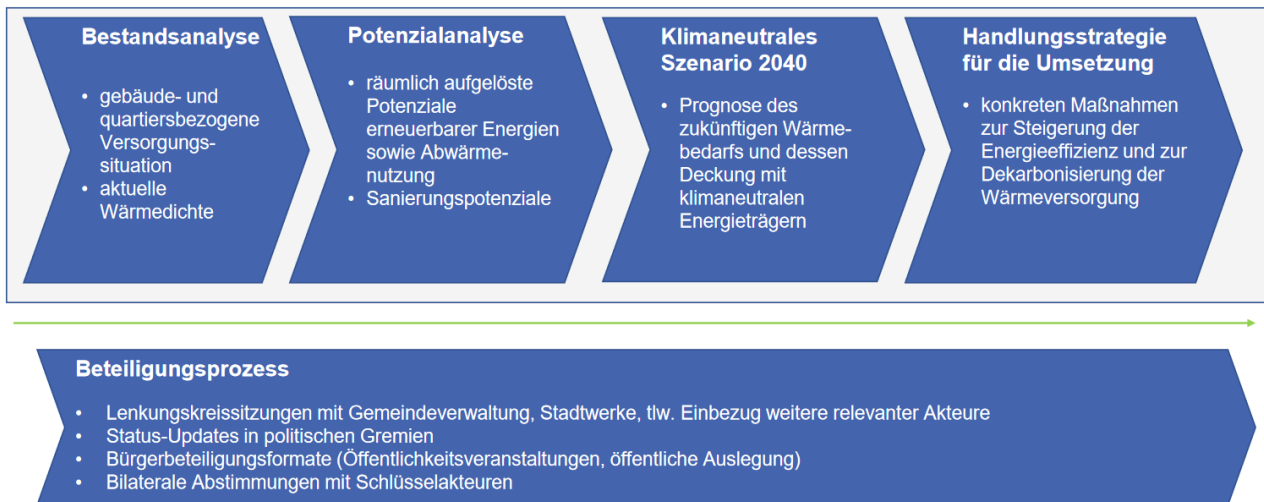 Bestandsanalyse
• gebäude- und
quartiersbezogene
Versorgungs-
situation
• aktuelle
Wärmedichte
Potenzialanalyse
• räumlich aufgelöste
Potenziale
erneuerbarer Energien
sowie Abwärme-
nutzung
• Sanierungspotenziale
Klimaneutrales
Szenario 2040
• Prognose des
zukünftigen Wärme-
bedarfs und dessen
Deckung mit
klimaneutralen
Energieträgern
Handlungsstrategie
für die Umsetzung
• konkreten Maßnahmen
zur Steigerung der
Energieeffizienz und zur
Dekarbonisierung der
Wärmeversorgung
Beteiligungsprozess
• Lenkungskreissitzungen mit Gemeindeverwaltung, Stadtwerke, tlw. Einbezug weitere relevanter Akteure
• Status-Updates in politischen Gremien
• Bürgerbeteiligungsformate (Öffentlichkeitsveranstaltungen, öffentliche Auslegung)
• Bilaterale Abstimmungen mit Schlüsselakteuren